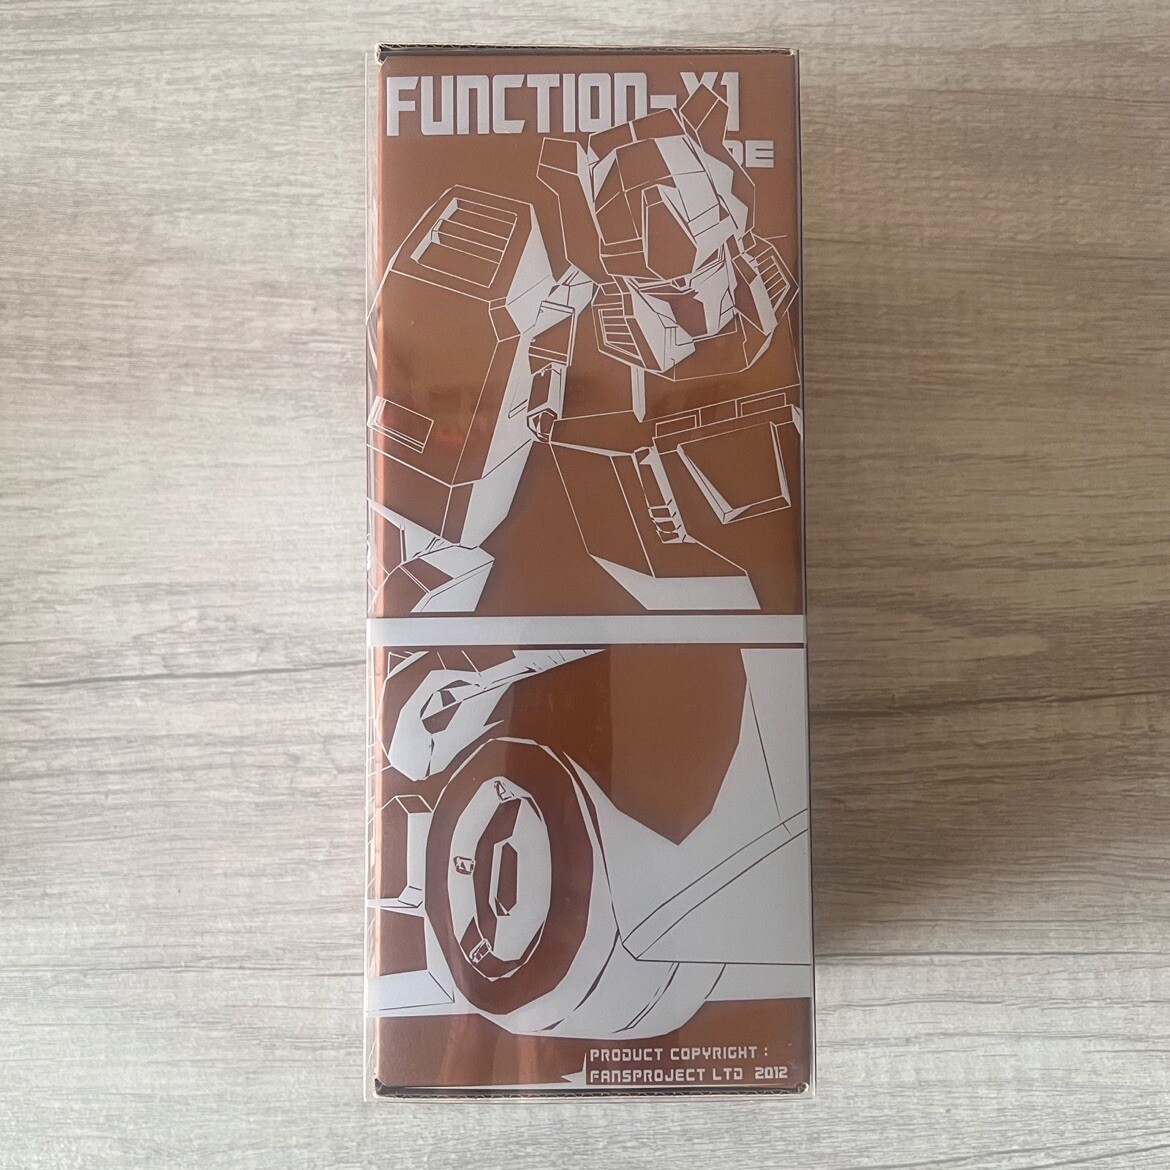 FUNCTION-X1
PRODUCT COPYRIGHT :
FANSPROJECT LTD 2012